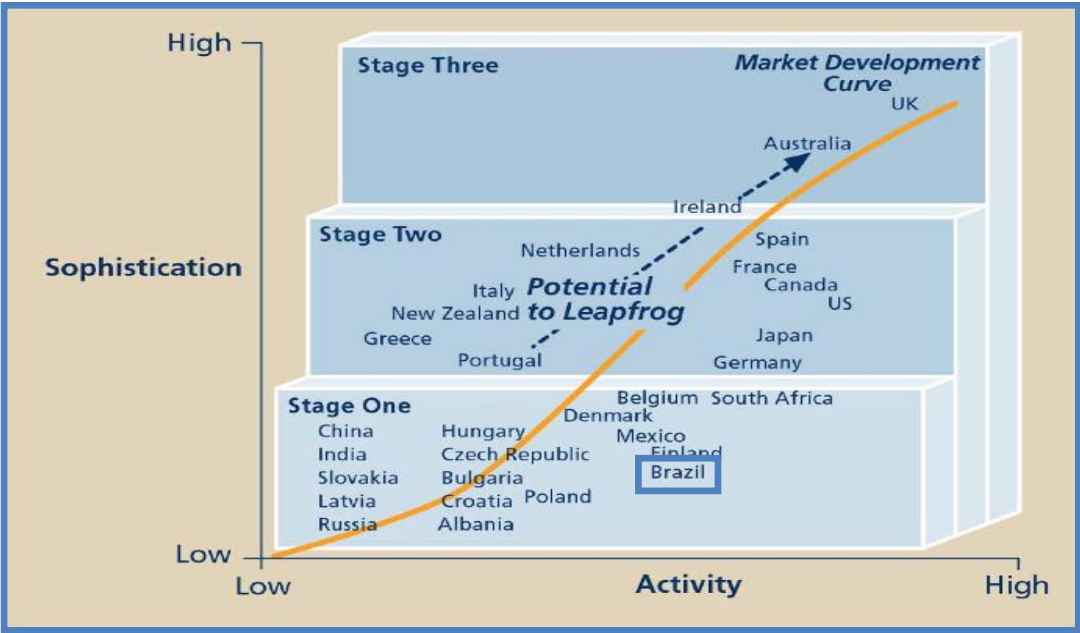 High
Stage Three
Market Development
Curve
UK
Australia
Ireland
Stage Two
Netherlands
Spain
Sophistication
France
Italy
Potential
Canada
New Zealand
to Leapfrog
US
Greece
Japan
Portugal
Germany
Stage One
Belgium
South Africa
Denmark
China
Hungary
Mexico
India
Czech Republic
Finland
Slovakia
Bulgaria
Brazil
Latvia
Croatia
Poland
Russia
Albania
Low
Low
Activity
High